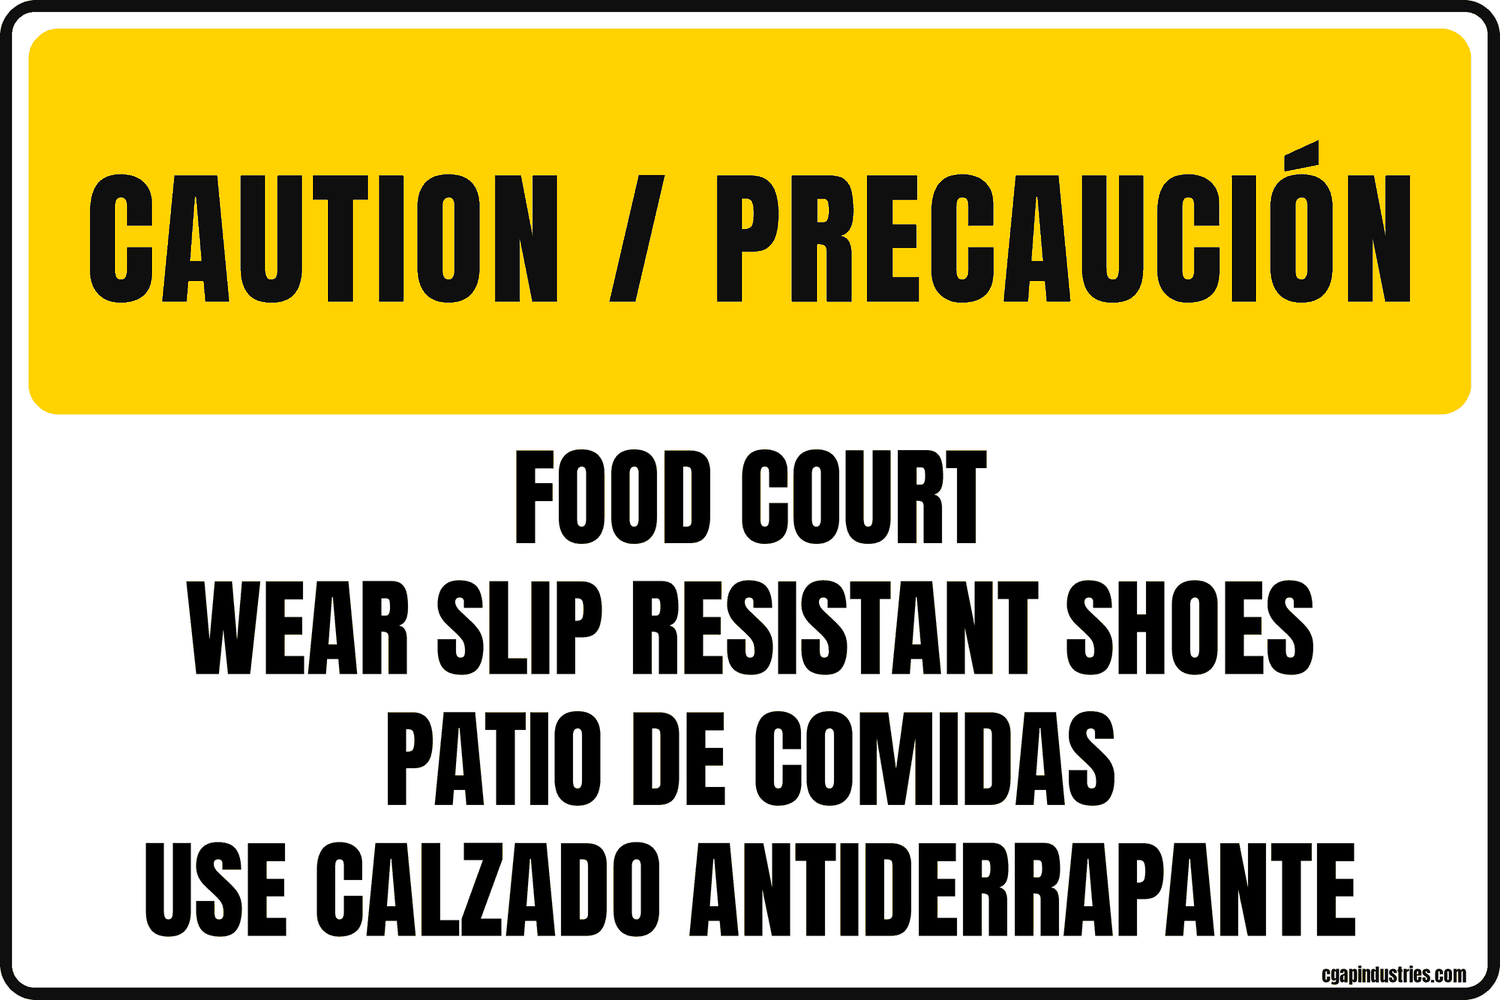 CAUTION / PRECAUCIÓN
FOOD COURT
WEAR SLIP RESISTANT SHOES
PATIO DE COMIDAS
USE CALZADO ANTIDERRAPANTE
cgapindustries.com